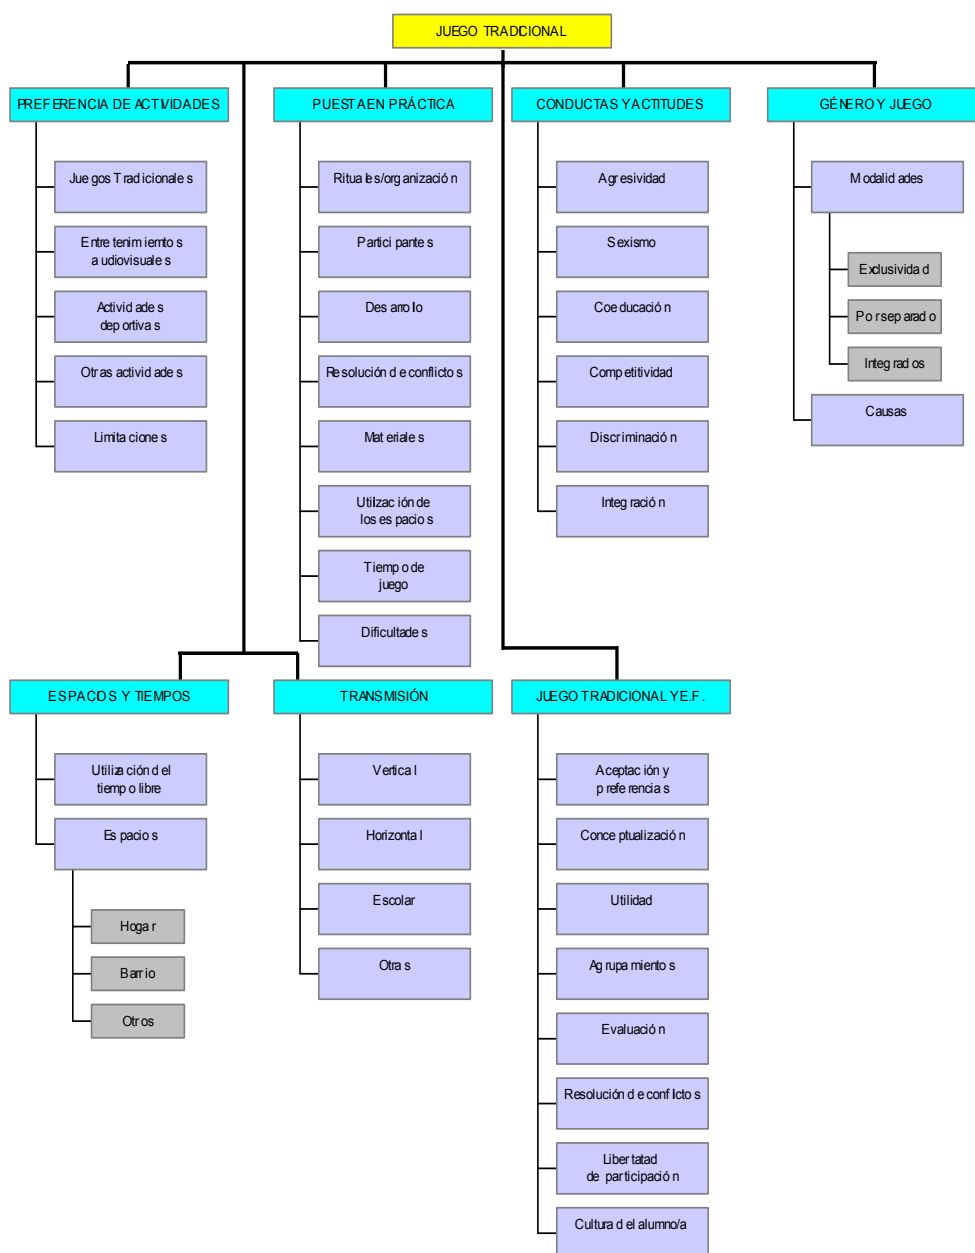 JUEGO TRADICIONAL
PREFERENCIA DE ACTIVIDADES
Juegos Tradicionales
Entretenimiemtos
audiovisuales
Actividades
deportivas
Otras actividades
Limitaciones
PUESTA EN PRÁCTICA
Rituales/organización
Participantes
Desarrollo
Resolución de conflictos
Materiales
Utilización de
los espacios
Tiempo de
juego
Dificultades
CONDUCTAS Y ACTITUDES
Agresividad
Sexismo
Coeducación
Competitividad
Discriminación
Integración
GÉNERO Y JUEGO
Modalidades
Exclusividad
Por separado
Integrados
Causas
ESPACIOS Y TIEMPOS
Utilización del
tiempo libre
Espacios
Hogar
Barrio
Otros
TRANSMISIÓN
Vertical
Horizontal
Escolar
Otras
JUEGO TRADICIONAL Y E.F.
Aceptación y
preferencias
Conceptualización
Utilidad
Agrupamientos
Evaluación
Resolución de conflictos
Libertatad
de participación
Cultura del alumno/a